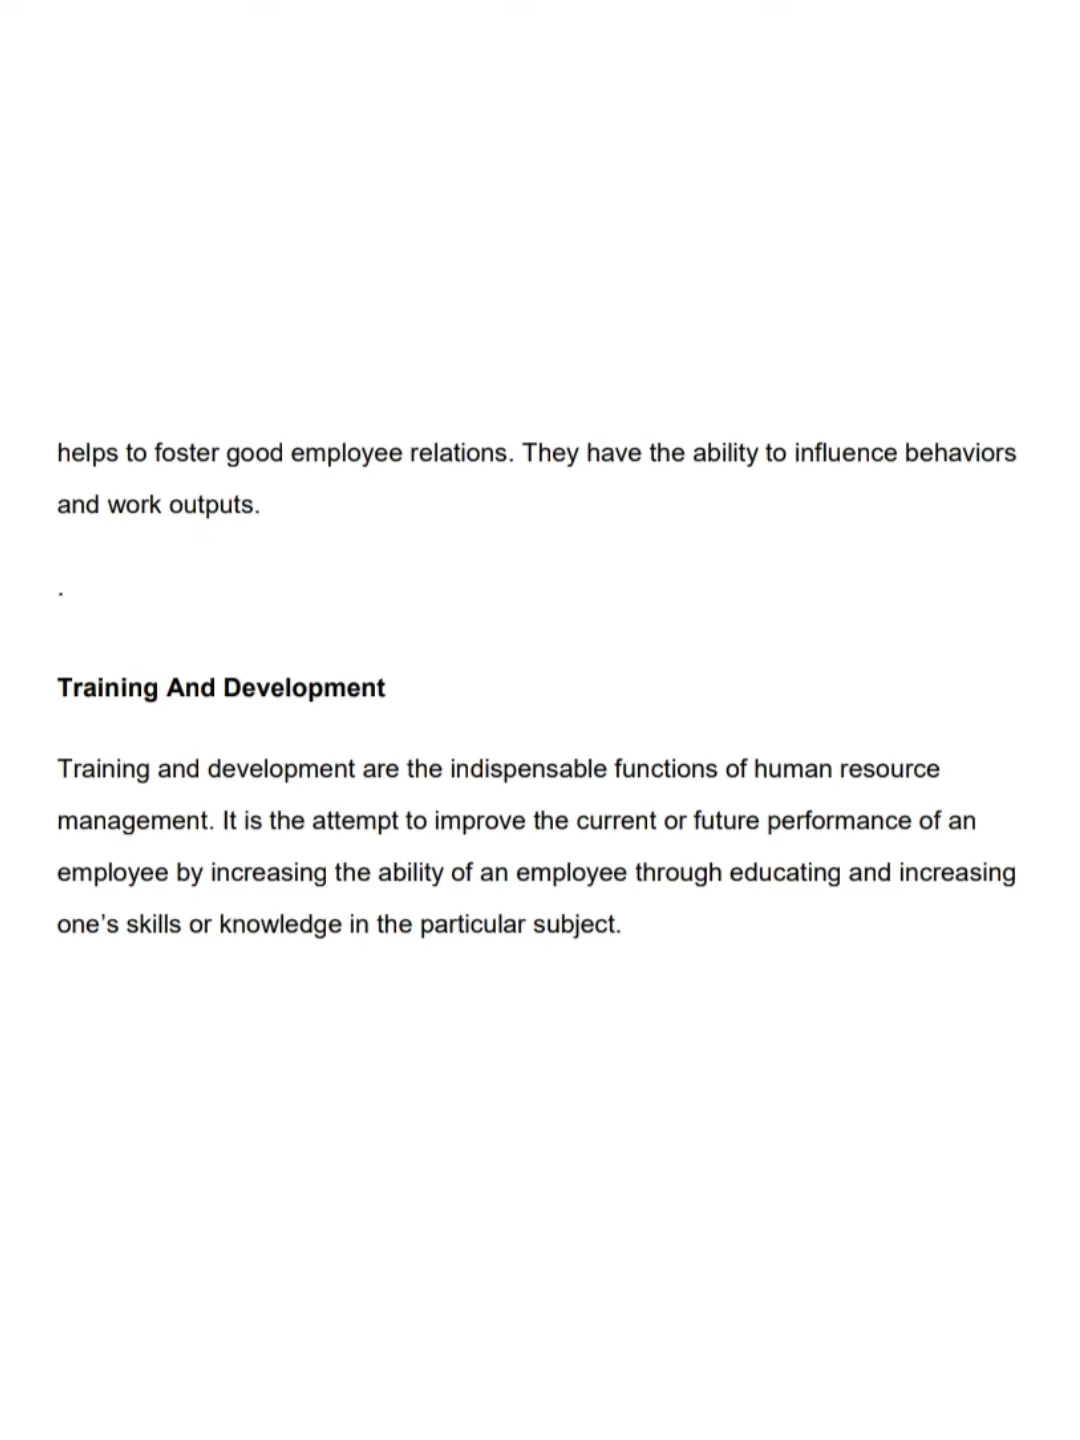 helps to foster good employee relations. They have the ability to influence behaviors
and work outputs.
.
Training And Development
Training and development are the indispensable functions of human resource
management. It is the attempt to improve the current or future performance of an
employee by increasing the ability of an employee through educating and increasing
one’s skills or knowledge in the particular subject.